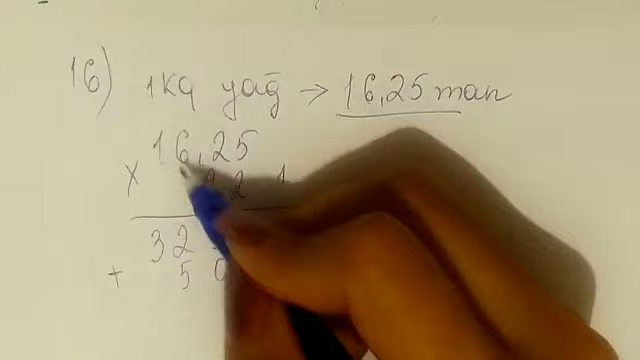 16) 1kq yağ → 16,25 man
16,25
x
32
+ 5